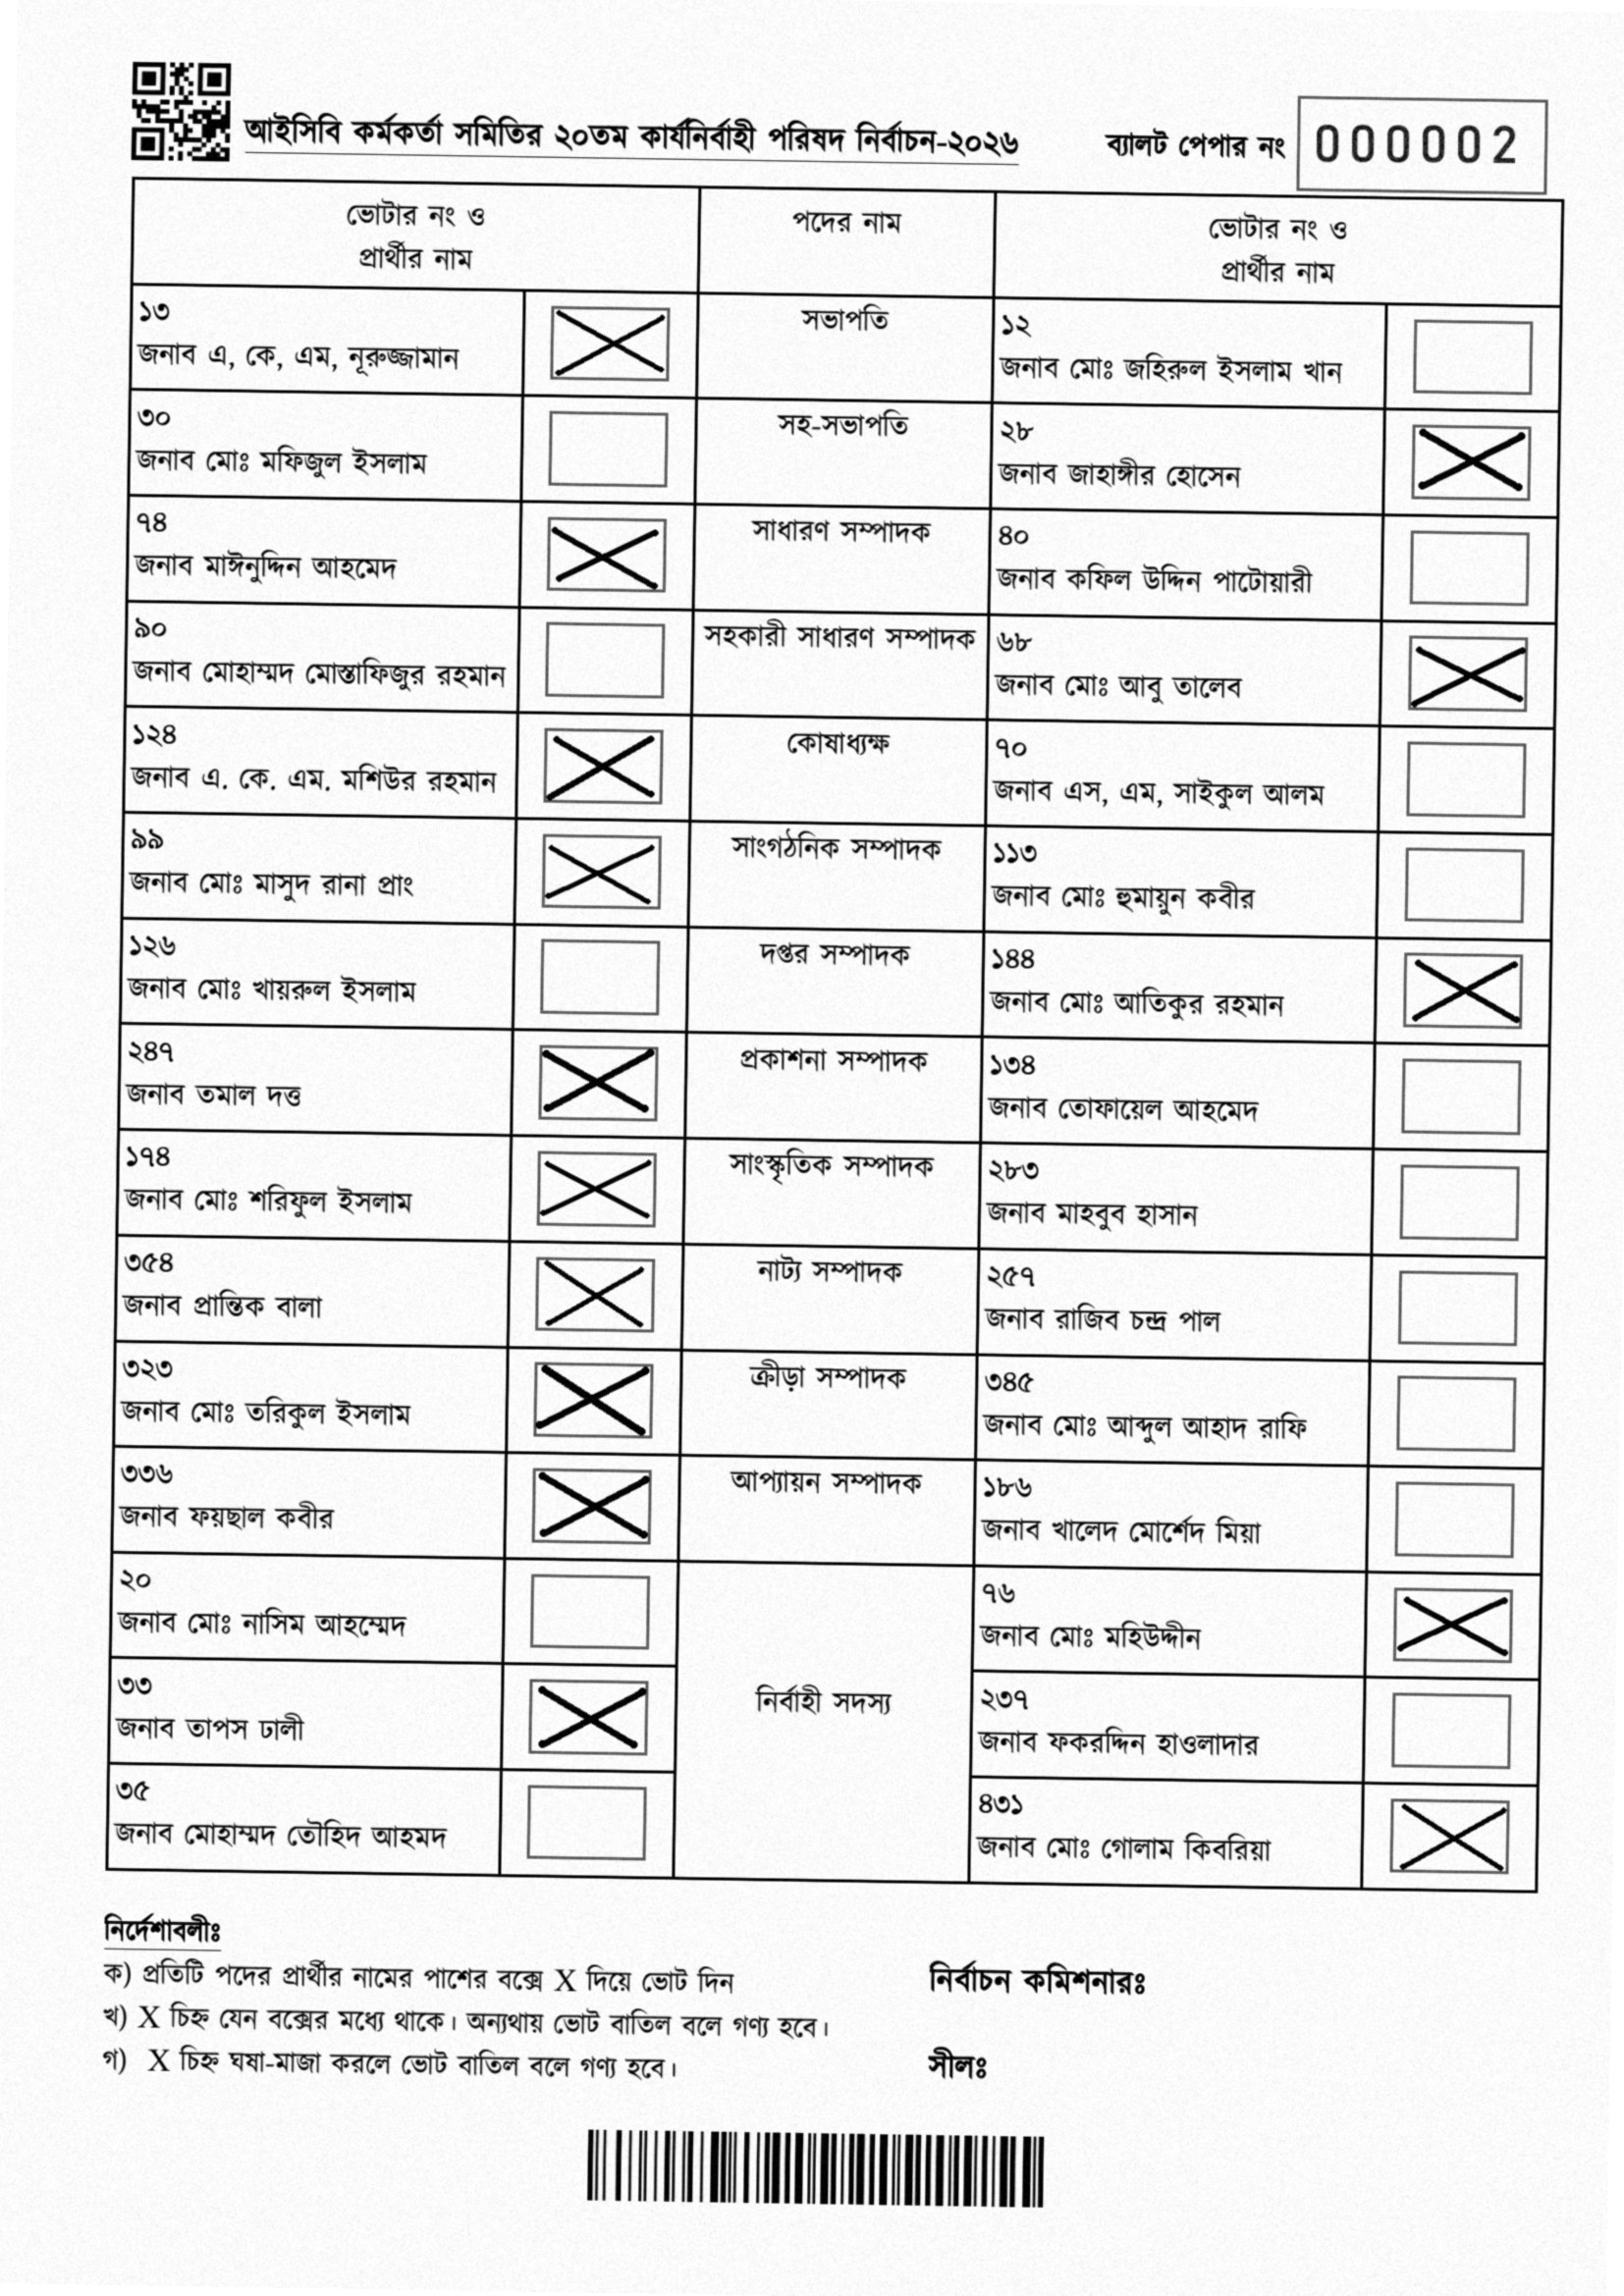 আইসিবি কর্মকর্তা সমিতির ২০তম কার্যনির্বাহী পরিষদ নির্বাচন-২০২৬
ব্যালট পেপার নং 000002
ভোটার নং ও
প্রার্থীর নাম
পদের নাম
ভোটার নং ও
প্রার্থীর নাম
১৩
জনাব এ, কে, এম, নূরুজ্জামান
সভাপতি
১২
জনাব মোঃ জহিরুল ইসলাম খান
৩০
জনাব মোঃ মফিজুল ইসলাম
সহ-সভাপতি
২৮
জনাব জাহাঙ্গীর হোসেন
৭৪
জনাব মাঈনুদ্দিন আহমেদ
সাধারণ সম্পাদক
৪০
জনাব কফিল উদ্দিন পাটোয়ারী
৯০
জনাব মোহাম্মদ মোস্তাফিজুর রহমান
সহকারী সাধারণ সম্পাদক
৬৮
জনাব মোঃ আবু তালেব
১২৪
জনাব এ. কে. এম. মশিউর রহমান
কোষাধ্যক্ষ
৭০
জনাব এস, এম, সাইকুল আলম
৯৯
জনাব মোঃ মাসুদ রানা প্রাং
সাংগঠনিক সম্পাদক
১১৩
জনাব মোঃ হুমায়ুন কবীর
১২৬
জনাব মোঃ খায়রুল ইসলাম
দপ্তর সম্পাদক
১৪৪
জনাব মোঃ আতিকুর রহমান
২৪৭
জনাব তমাল দত্ত
প্রকাশনা সম্পাদক
১৩৪
জনাব তোফায়েল আহমেদ
১৭৪
জনাব মোঃ শরিফুল ইসলাম
সাংস্কৃতিক সম্পাদক
২৮৩
জনাব মাহবুব হাসান
৩৫৪
জনাব প্রান্তিক বালা
নাট্য সম্পাদক
২৫৭
জনাব রাজিব চন্দ্র পাল
৩২৩
জনাব মোঃ তরিকুল ইসলাম
ক্রীড়া সম্পাদক
৩৪৫
জনাব মোঃ আব্দুল আহাদ রাফি
৩৩৬
জনাব ফয়ছাল কবীর
আপ্যায়ন সম্পাদক
১৮৬
জনাব খালেদ মোর্শেদ মিয়া
২০
জনাব মোঃ নাসিম আহম্মেদ
৭৬
জনাব মোঃ মহিউদ্দীন
৩৩
জনাব তাপস ঢালী
নির্বাহী সদস্য
২৩৭
জনাব ফকরদ্দিন হাওলাদার
৩৫
জনাব মোহাম্মদ তৌহিদ আহমদ
৪৩১
জনাব মোঃ গোলাম কিবরিয়া
নির্দেশাবলীঃ
ক) প্রতিটি পদের প্রার্থীর নামের পাশের বক্সে X দিয়ে ভোট দিন
নির্বাচন কমিশনারঃ
খ) X চিহ্ন যেন বক্সের মধ্যে থাকে। অন্যথায় ভোট বাতিল বলে গণ্য হবে।
গ) X চিহ্ন ঘষা-মাজা করলে ভোট বাতিল বলে গণ্য হবে।
সীলঃ